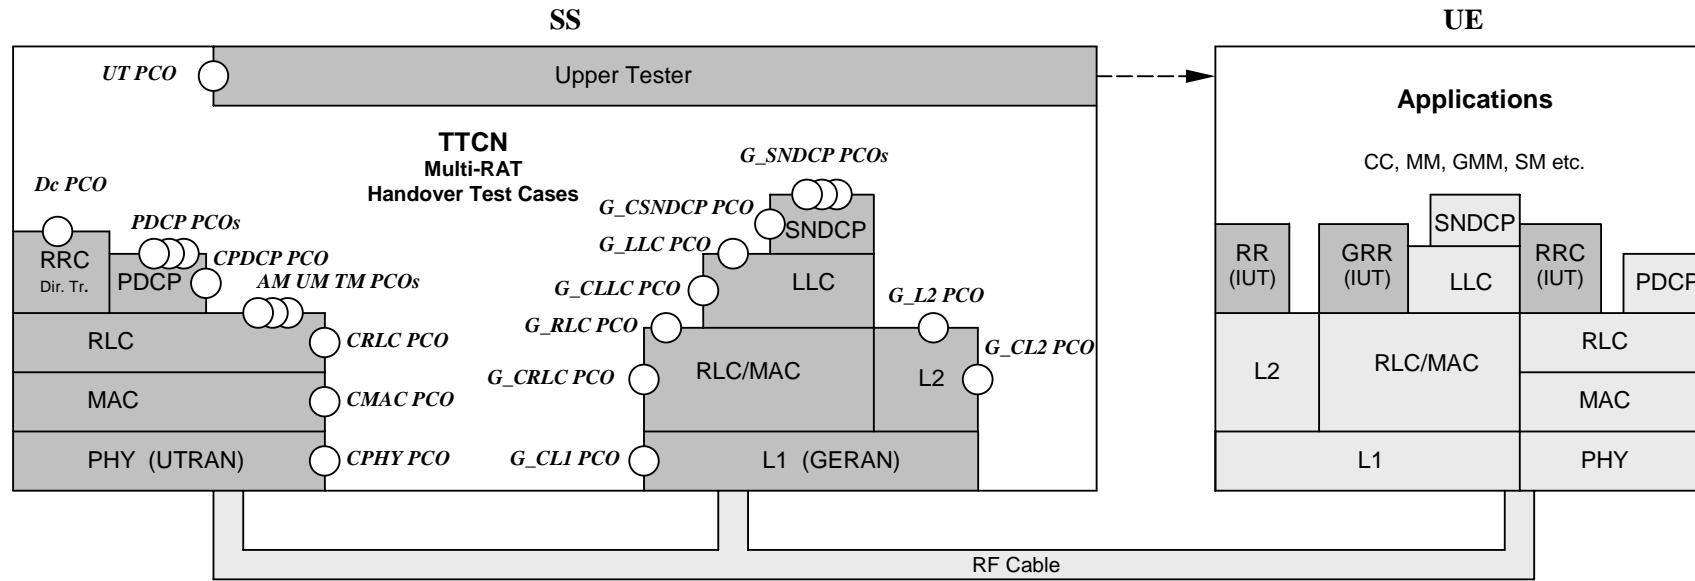 SS
UE
UT PCO
Upper Tester
TTCN
Multi-RAT
Handover Test Cases
Dc PCO
PDCP PCOs
CPDCP PCO
AM UM TM PCOs
RRC
Dir. Tr.
PDCP
RLC
CRLC PCO
MAC
CMAC PCO
PHY (UTRAN)
CPHY PCO
G_SNDCP PCOs
G_CSNDCP PCO
SNDCP
G_LLC PCO
G_CLLC PCO
LLC
G_L2 PCO
G_RLC PCO
G_CL2 PCO
G_CRLC PCO
RLC/MAC
L2
G_CL1 PCO
L1 (GERAN)
Applications
CC, MM, GMM, SM etc.
SNDCP
RR
(IUT)
GRR
(IUT)
LLC
RRC
(IUT)
PDCP
L2
RLC/MAC
RLC
MAC
L1
PHY
RF Cable